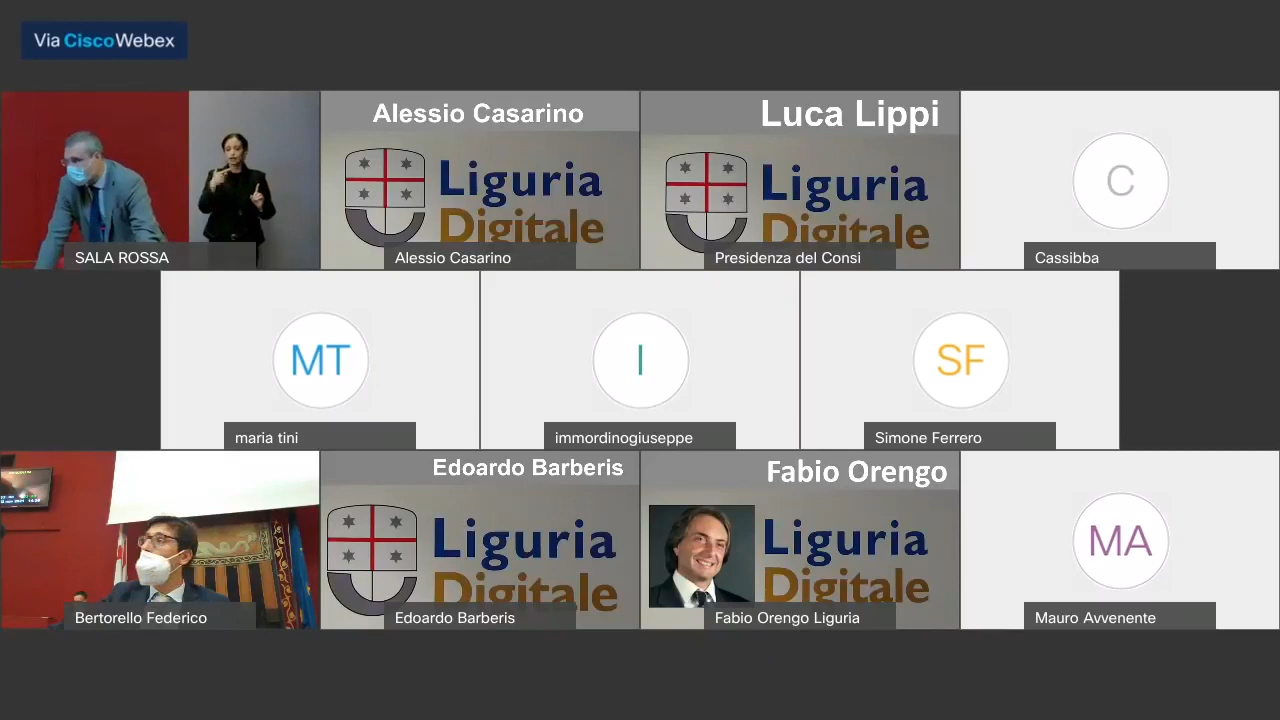 Via CiscoWebex
Alessio Casarino
Luca Lippi
Liguria
Digitale
Liguria
Digitale
C
SALA ROSSA
Alessio Casarino
Presidenza del Consi
Cassibba
MT
I
SF
maria tini
immordinogiuseppe
Simone Ferrero
Edoardo Barberis
Fabio Orengo
Liguria
Digitale
Liguria
Digitale
MA
Bertorello Federico
Edoardo Barberis
Fabio Orengo Liguria
Mauro Avvenente